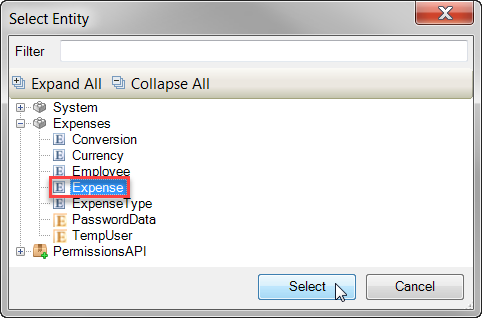 Select Entity
Filter
Expand All Collapse All
System
Expenses
E Conversion
E Currency
E Employee
E Expense
E ExpenseType
E PasswordData
E TempUser
PermissionsAPI
Select Cancel